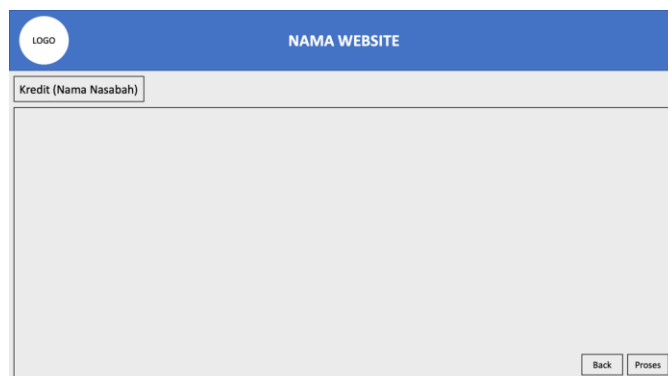 LOGO
NAMA WEBSITE
Kredit (Nama Nasabah)
Back
Proses